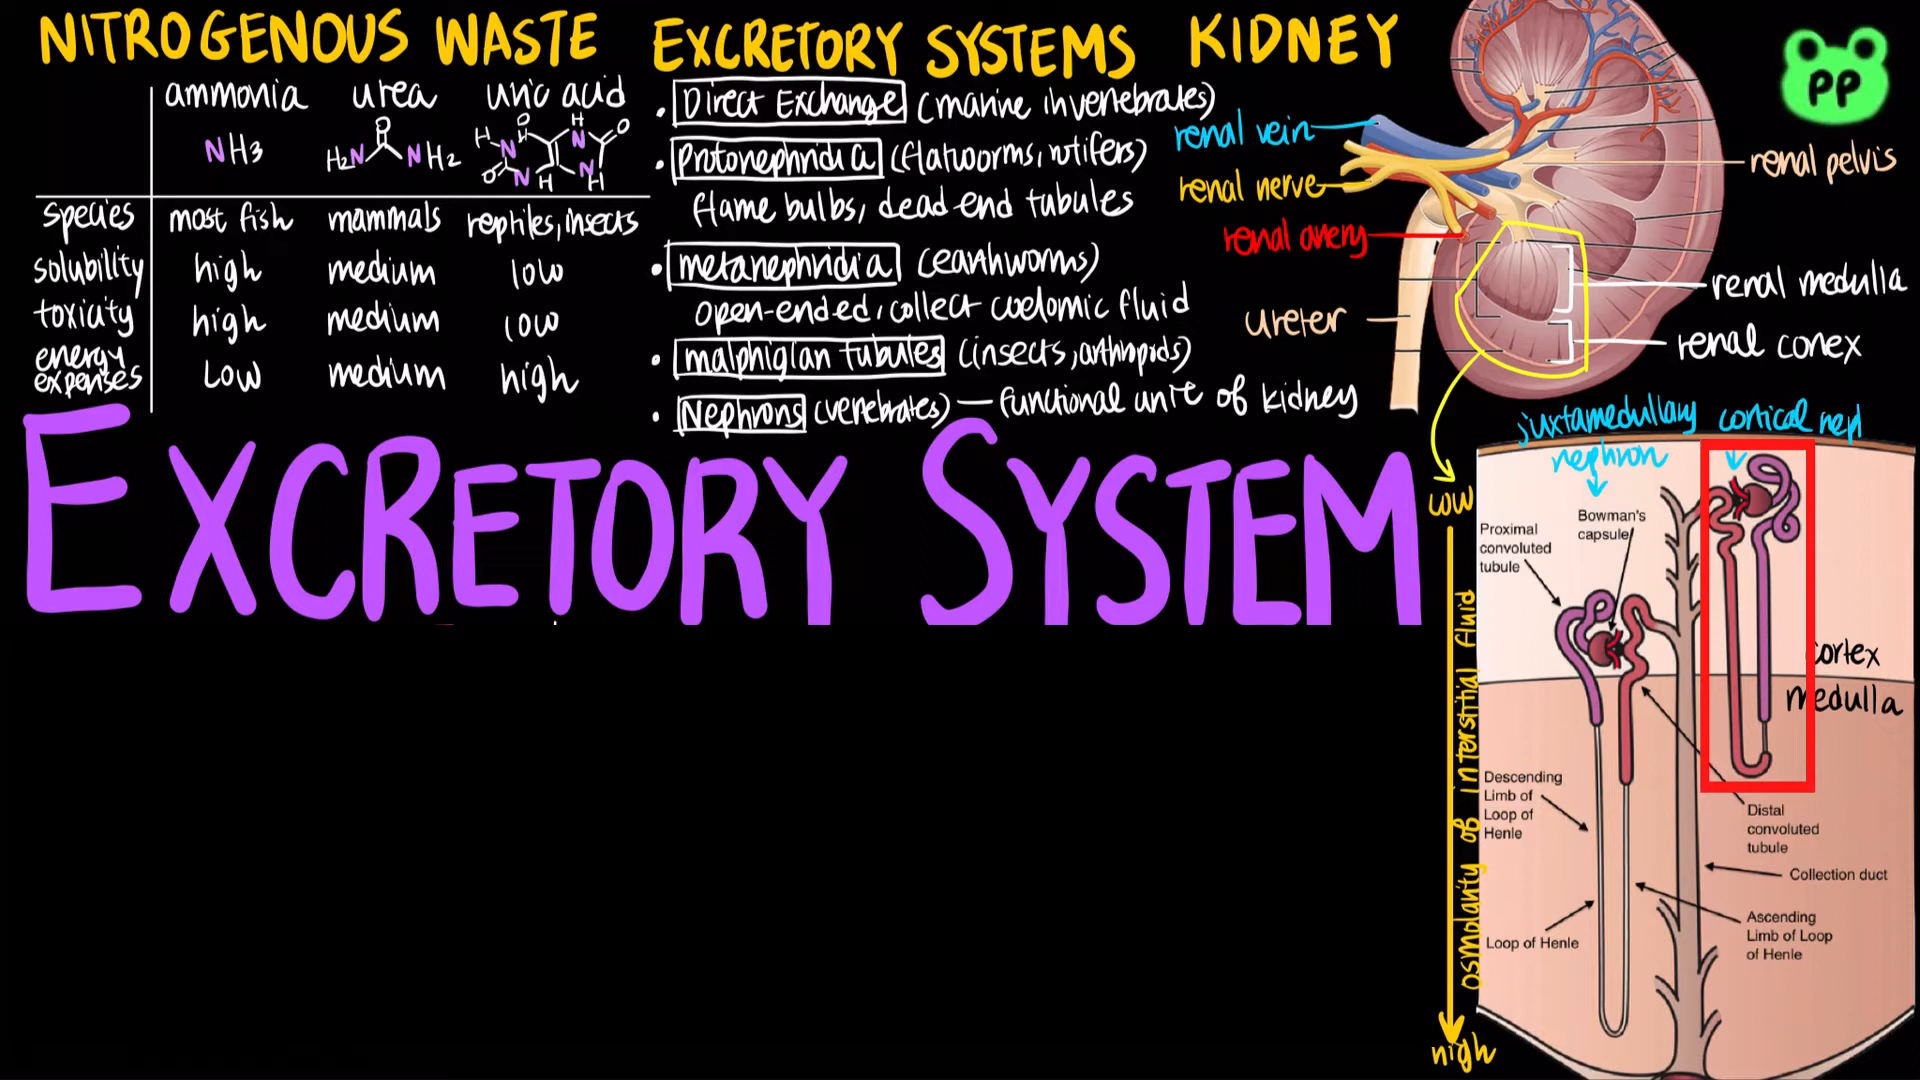 NITROGENOUS WASTE
ammonia urea uric acid
NH3
H2N O NH2
O H N O H N O N H N H
species most fish mammals reptiles, insects
solubility high medium low
toxicity high medium low
energy expenses low medium high
EXCRETORY SYSTEMS
• Direct Exchange (marine invertebrates)
• protonephridia (flatworms, rotifers)
flame bulbs, dead end tubules
• metanephridia (earthworms)
open-ended, collect coelomic fluid
• malphigian tubules (insects, arthropods)
• Nephrons (vertebrates) — functional unit of kidney
KIDNEY
PP
renal vein
renal nerve
renal artery
ureter
renal pelvis
renal medulla
renal cortex
EXCRETORY SYSTEM
juxtamedullary
nephron
cortical neph
low
osmolarity of interstitial fluid
high
Proximal
convoluted
tubule
Bowman's
capsule
cortex
medulla
Descending
Limb of
Loop of
Henle
Distal
convoluted
tubule
Collection duct
Loop of Henle
Ascending
Limb of Loop
of Henle